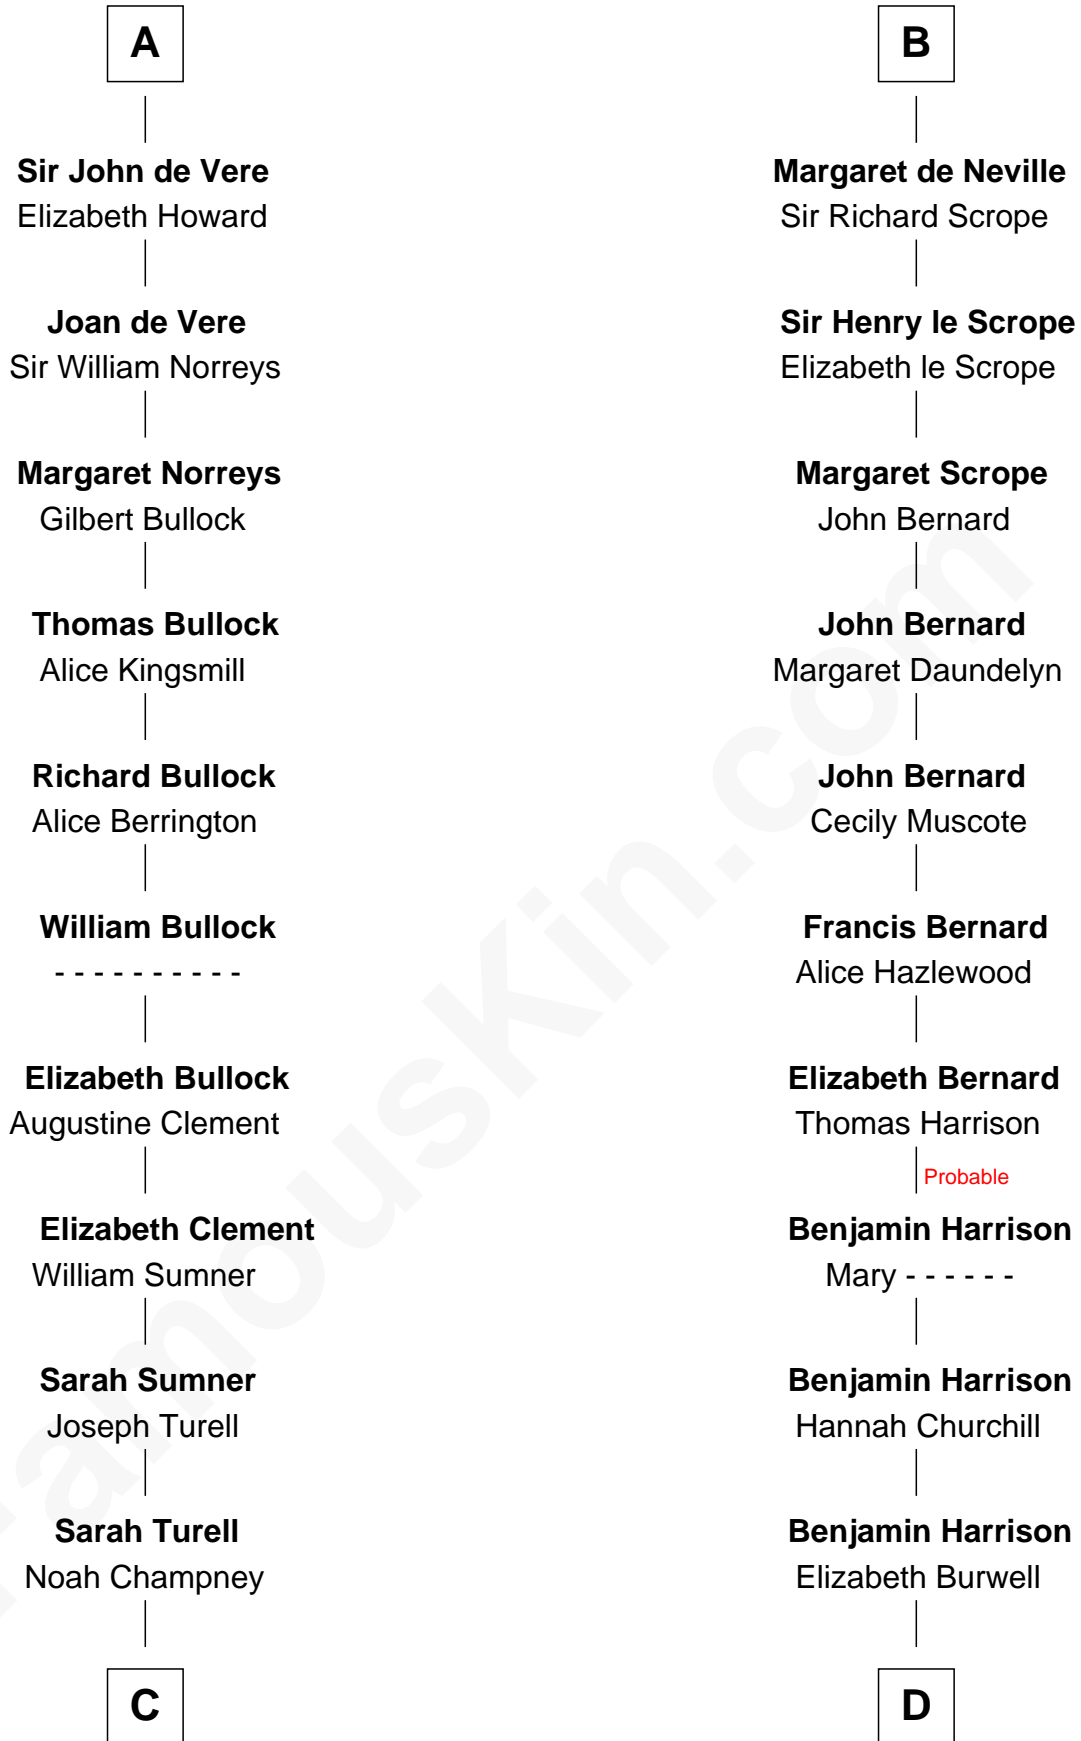 A
Sir John de Vere
Elizabeth Howard
Joan de Vere
Sir William Norreys
Margaret Norreys
Gilbert Bullock
Thomas Bullock
Alice Kingsmill
Richard Bullock
Alice Berrington
William Bullock
- - - - - - - - - -
Elizabeth Bullock
Augustine Clement
Elizabeth Clement
William Sumner
Sarah Sumner
Joseph Turell
Sarah Turell
Noah Champney
C
B
Margaret de Neville
Sir Richard Scrope
Sir Henry le Scrope
Elizabeth le Scrope
Margaret Scrope
John Bernard
John Bernard
Margaret Daundelyn
John Bernard
Cecily Muscote
Francis Bernard
Alice Hazlewood
Elizabeth Bernard
Thomas Harrison
Probable
Benjamin Harrison
Mary - - - - - -
Benjamin Harrison
Hannah Churchill
Benjamin Harrison
Elizabeth Burwell
D
FamousKin.com